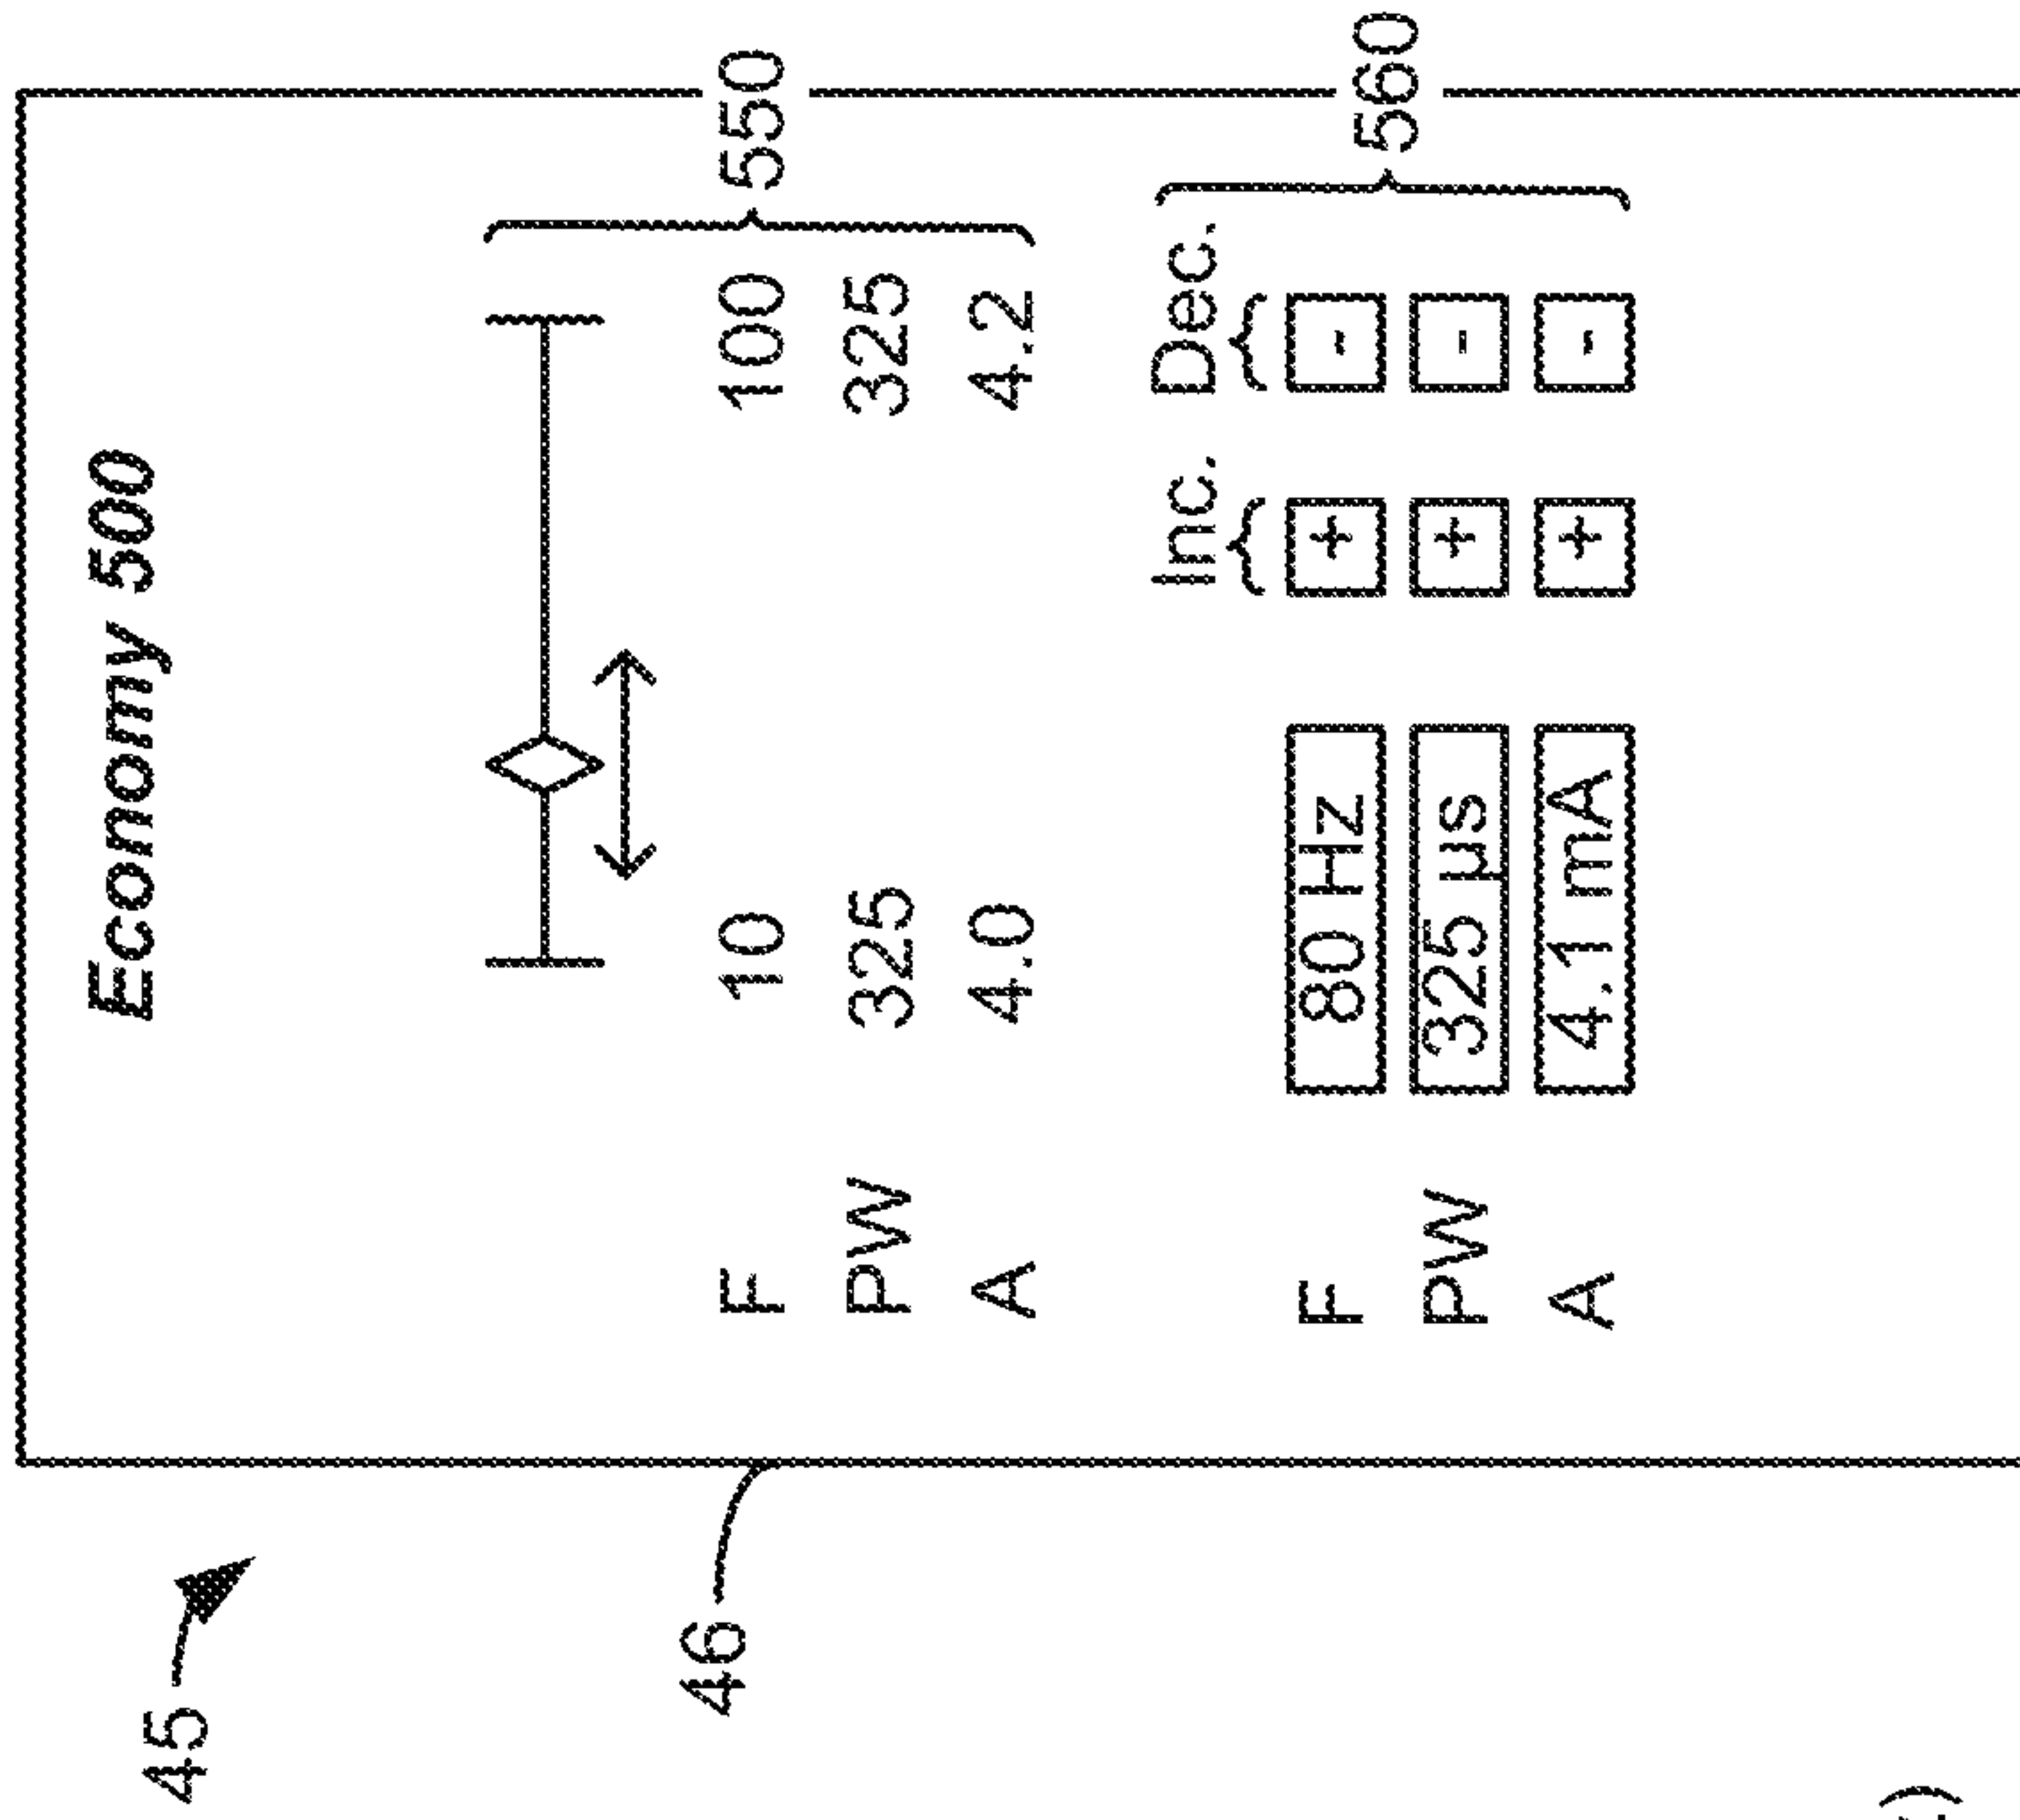 45
46
Economy 500
F 10 100
PW 325 325
A 4.0 4.2
550
Inc. Dec.
F 80 Hz + -
PW 325 µs + -
A 4.1 mA + -
560